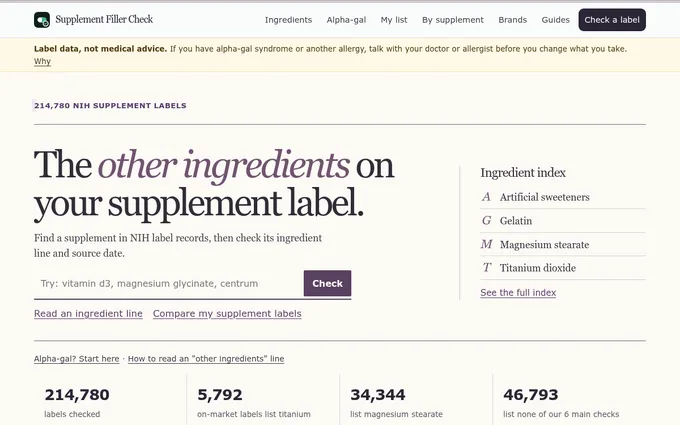 Supplement Filler Check
Ingredients
Alpha-gal
My list
By supplement
Brands
Guides
Check a label
Label data, not medical advice. If you have alpha-gal syndrome or another allergy, talk with your doctor or allergist before you change what you take.
Why
214,780 NIH SUPPLEMENT LABELS
The other ingredients on
your supplement label.
Find a supplement in NIH label records, then check its ingredient
line and source date.
Try: vitamin d3, magnesium glycinate, centrum
Check
Read an ingredient line
Compare my supplement labels
Ingredient index
A Artificial sweeteners
G Gelatin
M Magnesium stearate
T Titanium dioxide
See the full index
Alpha-gal? Start here · How to read an "other ingredients" line
214,780
labels checked
5,792
on-market labels list titanium
34,344
list magnesium stearate
46,793
list none of our 6 main checks